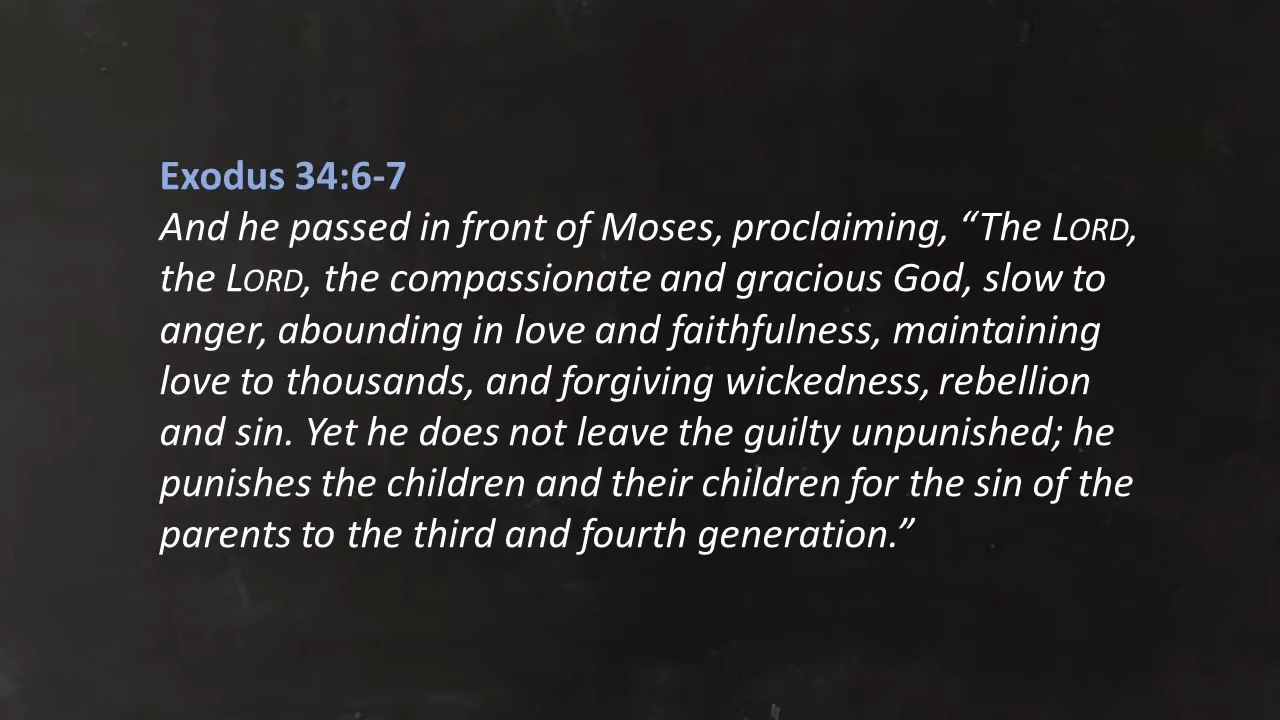 Exodus 34:6-7
And he passed in front of Moses, proclaiming, “The LORD,
the LORD, the compassionate and gracious God, slow to
anger, abounding in love and faithfulness, maintaining
love to thousands, and forgiving wickedness, rebellion
and sin. Yet he does not leave the guilty unpunished; he
punishes the children and their children for the sin of the
parents to the third and fourth generation.”